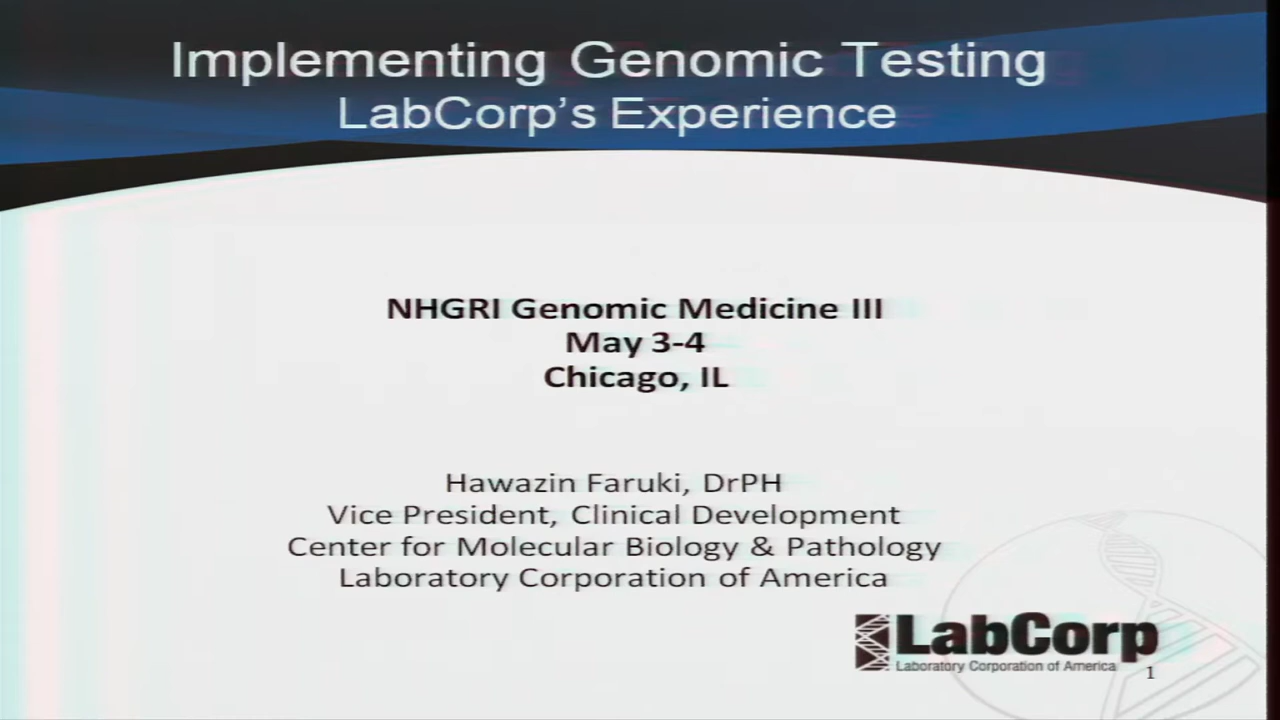 Implementing Genomic Testing
LabCorp's Experience
NHGRI Genomic Medicine III
May 3-4
Chicago, IL
Hawazin Faruki, DrPH
Vice President, Clinical Development
Center for Molecular Biology & Pathology
Laboratory Corporation of America
LabCorp
Laboratory Corporation of America
1